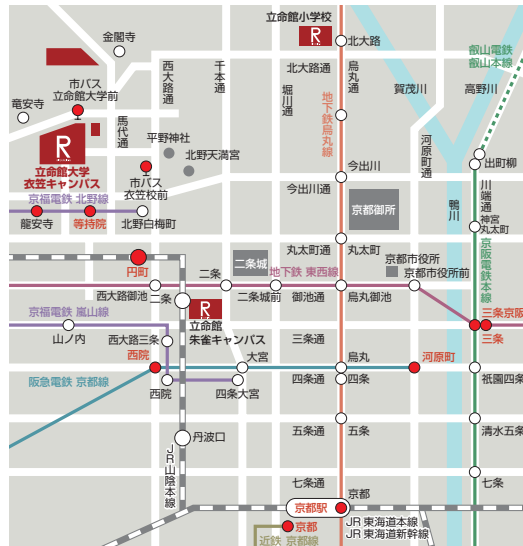 立命館小学校
R
北大路
金閣寺
叡山電鉄
叡山本線
北大路通
烏丸通
西大路通
千本通
堀川通
賀茂川
高野川
市バス
立命館大学前
竜安寺
馬代通
地下鉄烏丸線
平野神社
北野天満宮
河原町通
R
立命館大学
衣笠キャンパス
市バス
衣笠校前
出町柳
今出川通
今出川
京福電鉄 北野線
龍安寺
等持院
北野白梅町
京都御所
鴨川
川端通
神宮
丸太町
丸太町通
丸太町
京阪電鉄本線
円町
二条城
京都市役所
京都市役所前
二条
地下鉄 東西線
西大路御池
二条
二条城前
御池通
烏丸御池
京福電鉄 嵐山線
R
立命館
朱雀キャンパス
三条京阪
三条
山ノ内
西大路三条
三条通
西院
大宮
烏丸
河原町
阪急電鉄 京都線
西院
四条大宮
四条通
四条
祇園四条
五条通
五条
清水五条
丹波口
JR山陰本線
七条通
七条
京都
京都駅
京都
近鉄 京都線
JR 東海道本線
JR 東海道新幹線